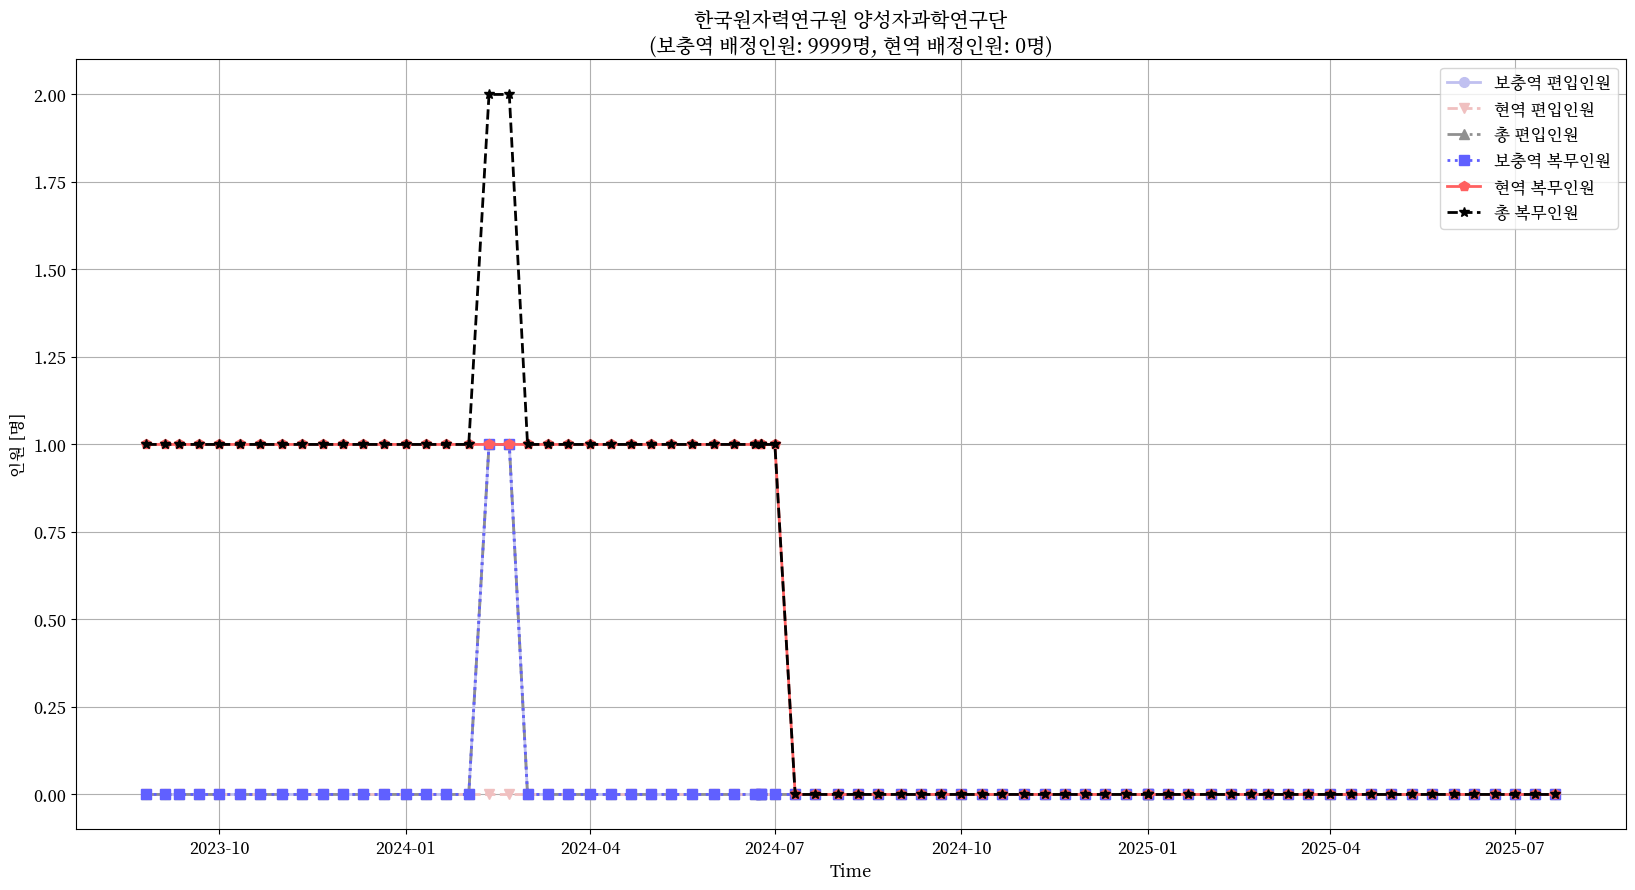 한국원자력연구원 양성자과학연구단
(보충역 배정인원: 9999명, 현역 배정인원: 0명)
보충역 편입인원
현역 편입인원
총 편입인원
보충역 복무인원
현역 복무인원
총 복무인원
2.00
1.75
1.50
1.25
1.00
0.75
0.50
0.25
0.00
인원 [명]
2023-10
2024-01
2024-04
2024-07
2024-10
2025-01
2025-04
2025-07
Time